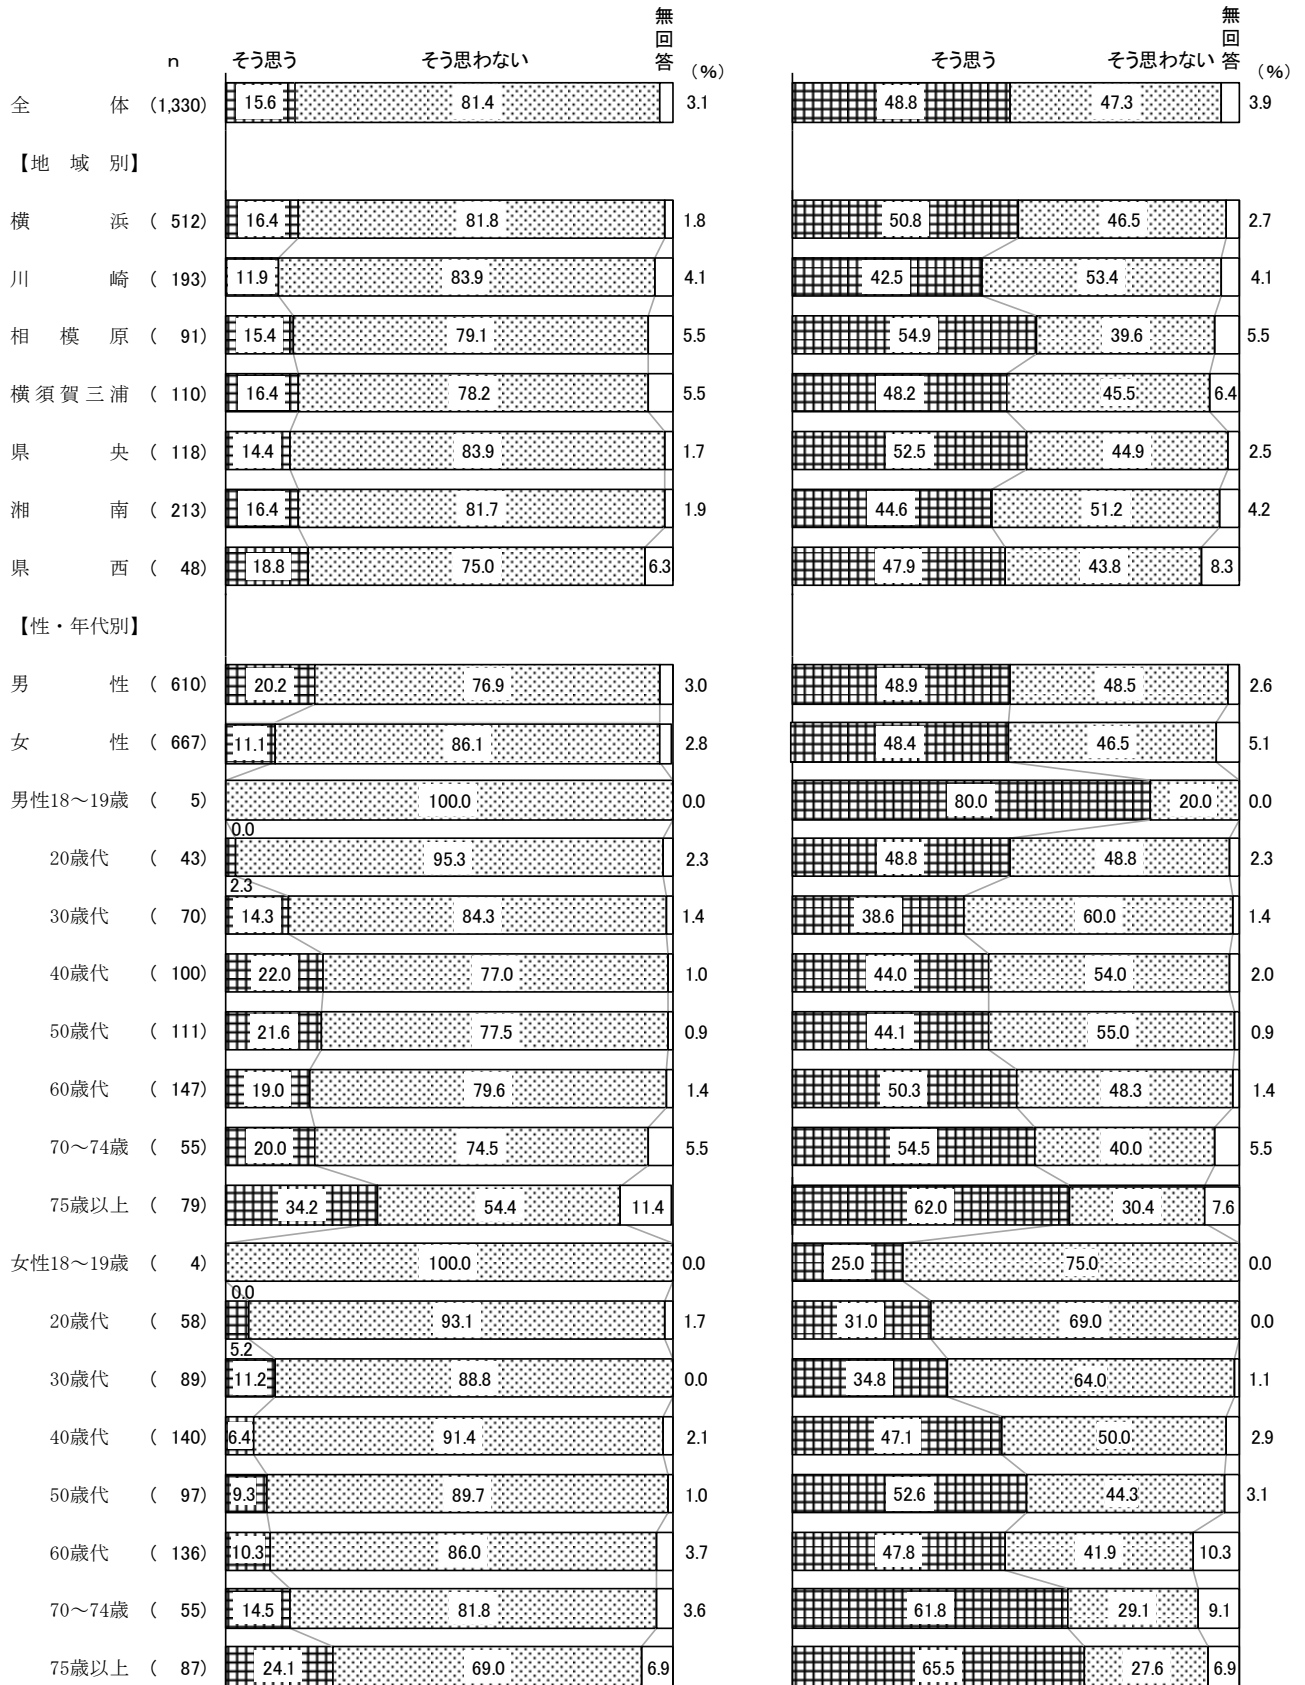 無回答 無回答
n そう思う そう思わない (%) そう思う そう思わない (%)
全体 (1,330) 15.6 81.4 3.1 48.8 47.3 3.9
【地域別】
横浜 ( 512) 16.4 81.8 1.8 50.8 46.5 2.7
川崎 ( 193) 11.9 83.9 4.1 42.5 53.4 4.1
相模原 ( 91) 15.4 79.1 5.5 54.9 39.6 5.5
横須賀三浦 ( 110) 16.4 78.2 5.5 48.2 45.5 6.4
県央 ( 118) 14.4 83.9 1.7 52.5 44.9 2.5
湘南 ( 213) 16.4 81.7 1.9 44.6 51.2 4.2
県西 ( 48) 18.8 75.0 6.3 47.9 43.8 8.3
【性・年代別】
男性 ( 610) 20.2 76.9 3.0 48.9 48.5 2.6
女性 ( 667) 11.1 86.1 2.8 48.4 46.5 5.1
男性18～19歳 ( 5) 100.0 0.0 80.0 20.0 0.0
0.0
20歳代 ( 43) 95.3 2.3 48.8 48.8 2.3
2.3
30歳代 ( 70) 14.3 84.3 1.4 38.6 60.0 1.4
40歳代 ( 100) 22.0 77.0 1.0 44.0 54.0 2.0
50歳代 ( 111) 21.6 77.5 0.9 44.1 55.0 0.9
60歳代 ( 147) 19.0 79.6 1.4 50.3 48.3 1.4
70～74歳 ( 55) 20.0 74.5 5.5 54.5 40.0 5.5
75歳以上 ( 79) 34.2 54.4 11.4 62.0 30.4 7.6
女性18～19歳 ( 4) 100.0 0.0 25.0 75.0 0.0
0.0
20歳代 ( 58) 93.1 1.7 31.0 69.0 0.0
5.2
30歳代 ( 89) 11.2 88.8 0.0 34.8 64.0 1.1
40歳代 ( 140) 6.4 91.4 2.1 47.1 50.0 2.9
50歳代 ( 97) 9.3 89.7 1.0 52.6 44.3 3.1
60歳代 ( 136) 10.3 86.0 3.7 47.8 41.9 10.3
70～74歳 ( 55) 14.5 81.8 3.6 61.8 29.1 9.1
75歳以上 ( 87) 24.1 69.0 6.9 65.5 27.6 6.9